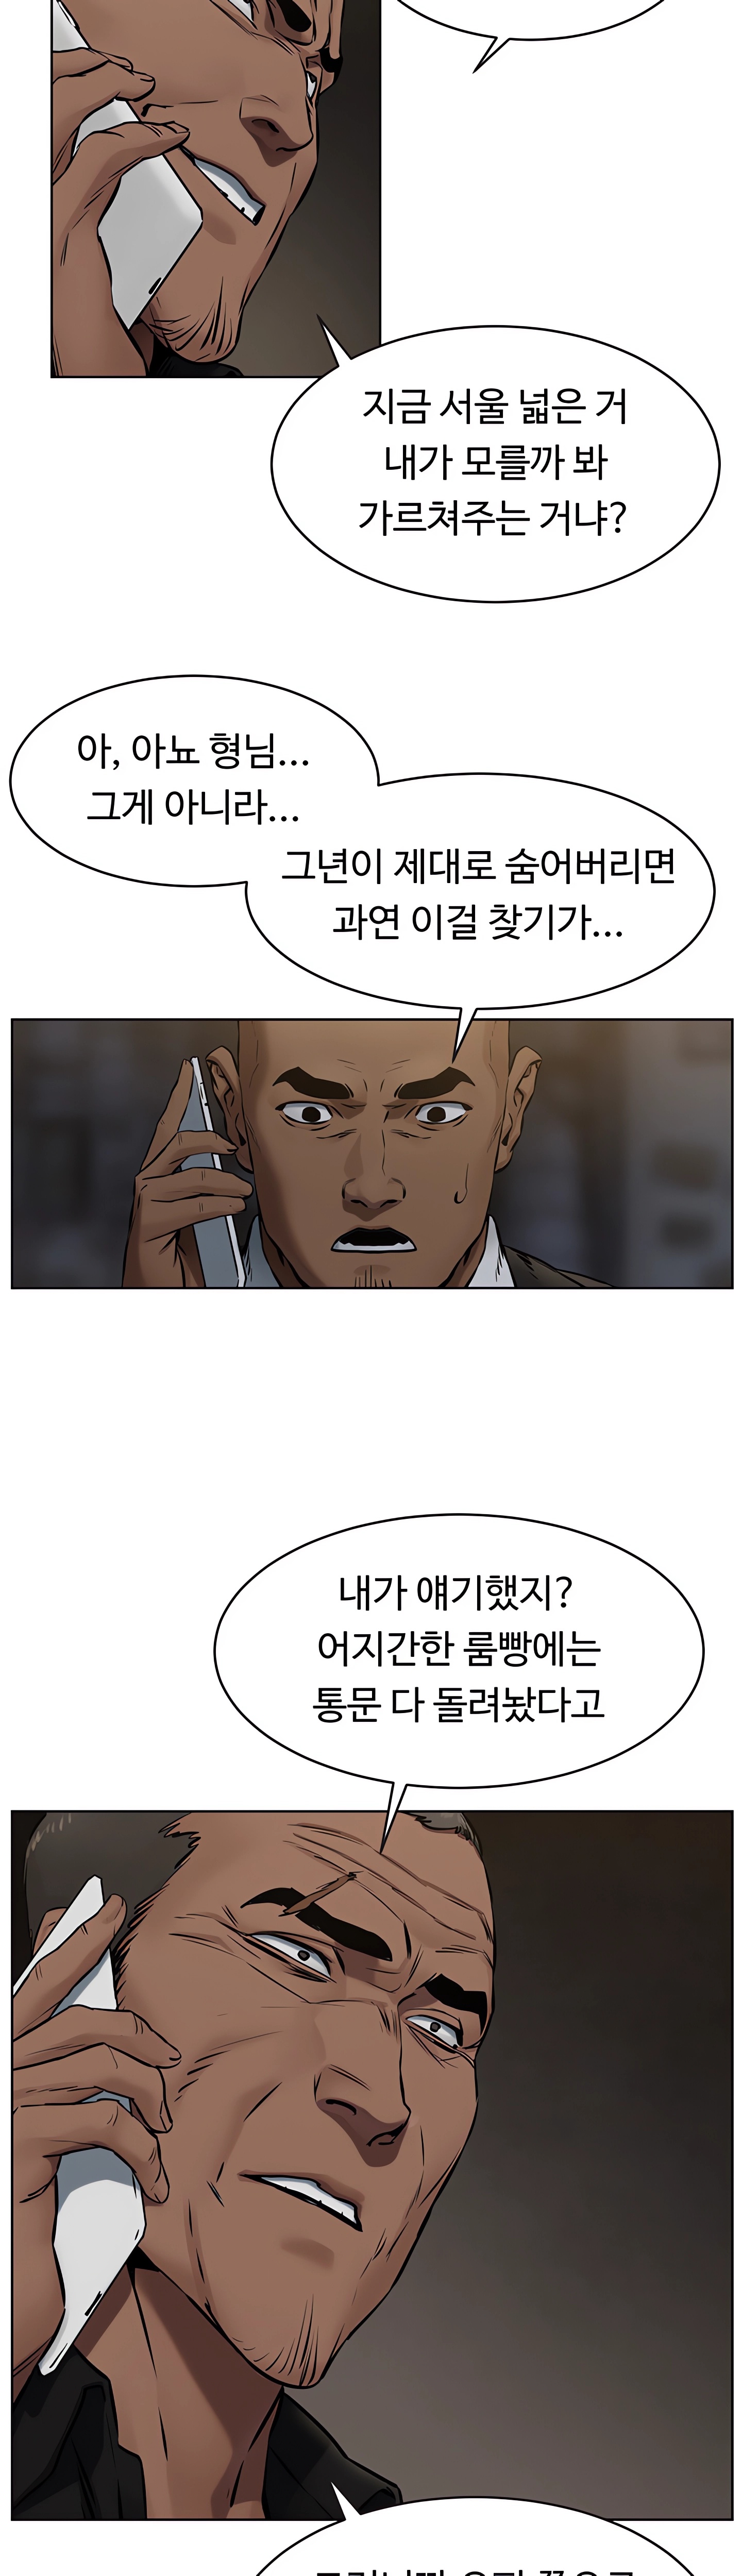 지금 서울 넓은 거
내가 모를까 봐
가르쳐주는 거냐?
아, 아뇨 형님...
그게 아니라...
그년이 제대로 숨어버리면
과연 이걸 찾기가...
내가 얘기했지?
어지간한 룸빵에는
통문 다 돌려놨다고